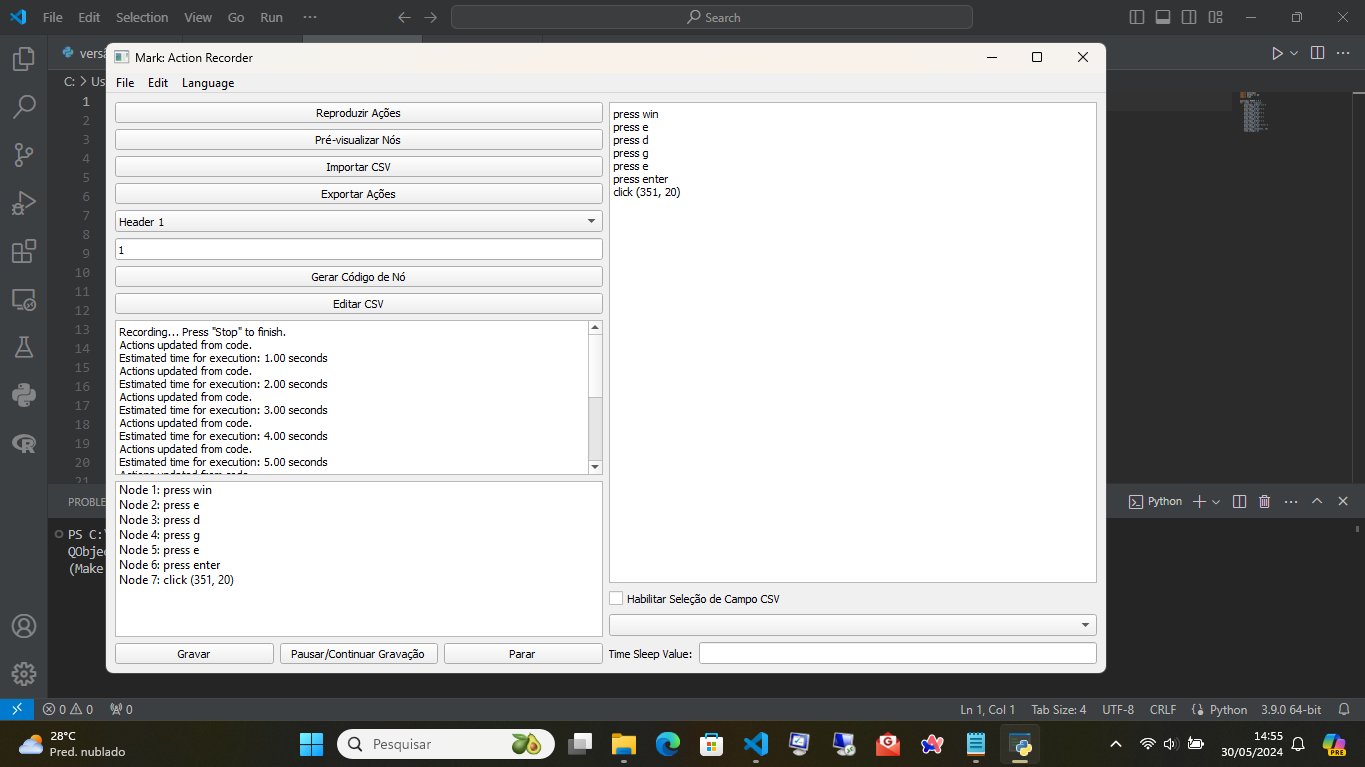 File Edit Selection View Go Run ···
Search
versã
Mark: Action Recorder
File Edit Language
C: > Us
1
2
3
4
5
6
7
8
9
10
11
12
13
14
15
16
17
18
19
20
21
Reproduzir Ações
Pré-visualizar Nós
Importar CSV
Exportar Ações
Header 1
1
Gerar Código de Nó
Editar CSV
Recording... Press "Stop" to finish.
Actions updated from code.
Estimated time for execution: 1.00 seconds
Actions updated from code.
Estimated time for execution: 2.00 seconds
Actions updated from code.
Estimated time for execution: 3.00 seconds
Actions updated from code.
Estimated time for execution: 4.00 seconds
Actions updated from code.
Estimated time for execution: 5.00 seconds
Actions updated from code.
Node 1: press win
Node 2: press e
Node 3: press d
Node 4: press g
Node 5: press e
Node 6: press enter
Node 7: click (351, 20)
Gravar
Pausar/Continuar Gravação
Parar
press win
press e
press d
press g
press e
press enter
click (351, 20)
Habilitar Seleção de Campo CSV
Time Sleep Value:
PROBLE
Python
PS C:\
QObjec
(Make
0 0 0
Ln 1, Col 1 Tab Size: 4 UTF-8 CRLF Python 3.9.0 64-bit
28°C
Pred. nublado
Pesquisar
14:55
30/05/2024
PRE